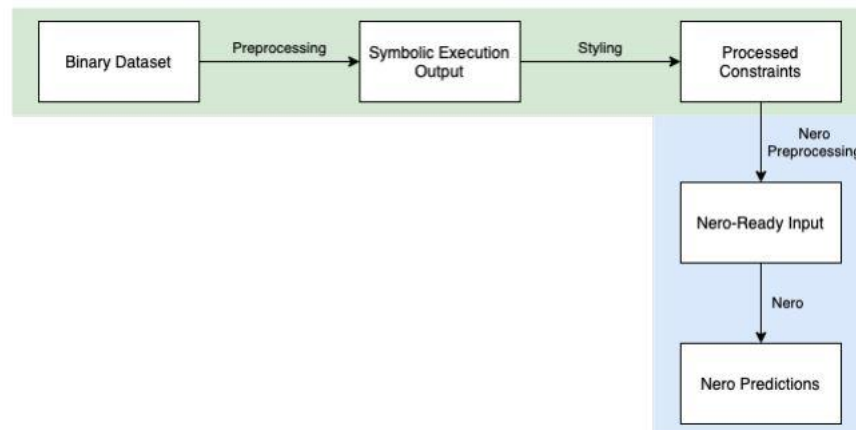 Binary Dataset
Preprocessing
Symbolic Execution
Output
Styling
Processed
Constraints
Nero
Preprocessing
Nero-Ready Input
Nero
Nero Predictions